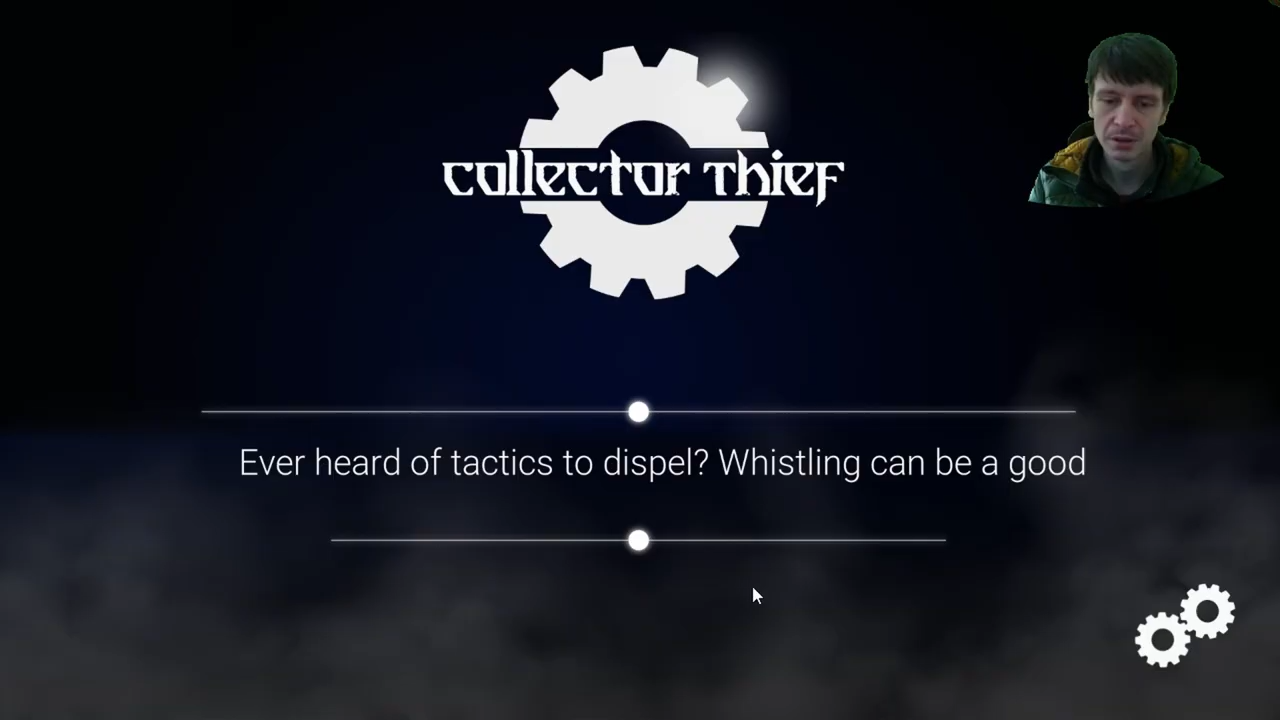 collector thief
Ever heard of tactics to dispel? Whistling can be a good